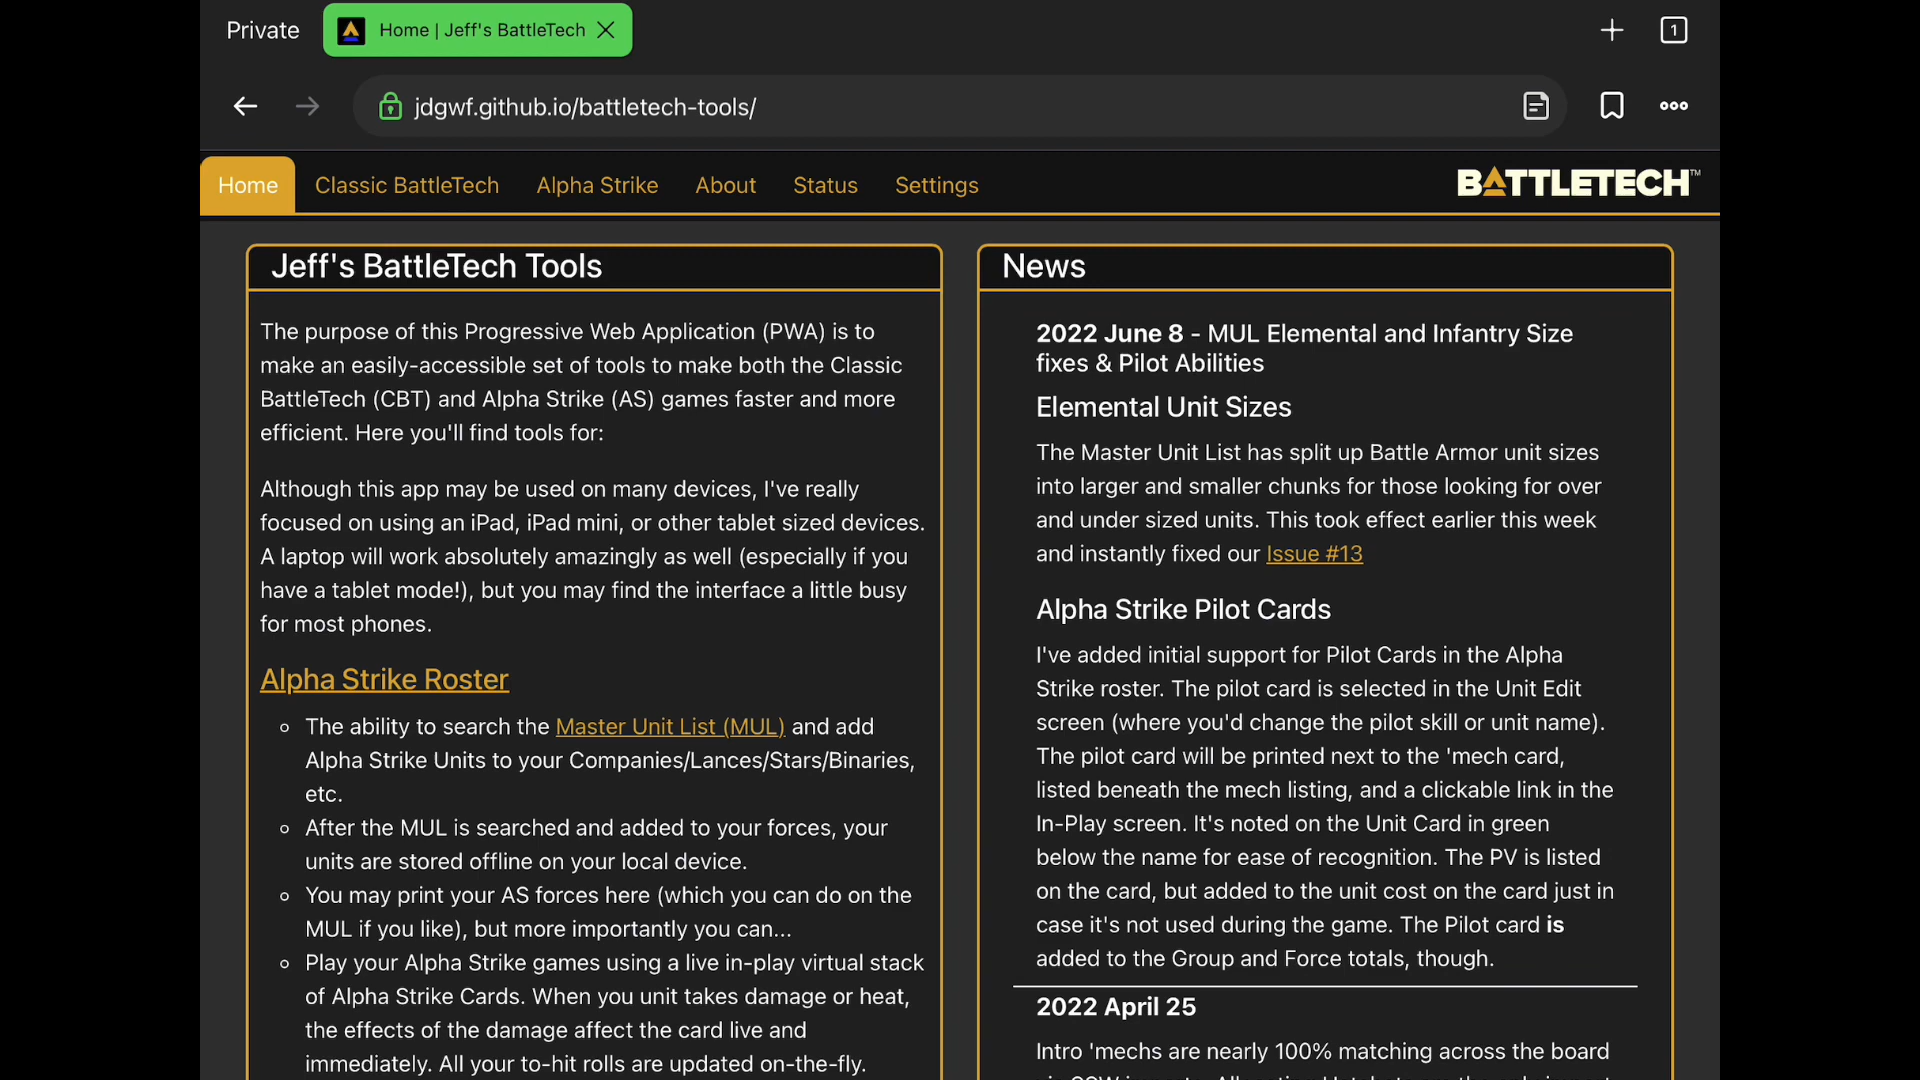 Private
Home | Jeff's BattleTech
1
jdgwf.github.io/battletech-tools/
Home
Classic BattleTech
Alpha Strike
About
Status
Settings
BATTLETECH™
Jeff's BattleTech Tools
The purpose of this Progressive Web Application (PWA) is to
make an easily-accessible set of tools to make both the Classic
BattleTech (CBT) and Alpha Strike (AS) games faster and more
efficient. Here you'll find tools for:
Although this app may be used on many devices, I've really
focused on using an iPad, iPad mini, or other tablet sized devices.
A laptop will work absolutely amazingly as well (especially if you
have a tablet mode!), but you may find the interface a little busy
for most phones.
Alpha Strike Roster
The ability to search the Master Unit List (MUL) and add
Alpha Strike Units to your Companies/Lances/Stars/Binaries,
etc.
After the MUL is searched and added to your forces, your
units are stored offline on your local device.
You may print your AS forces here (which you can do on the
MUL if you like), but more importantly you can...
Play your Alpha Strike games using a live in-play virtual stack
of Alpha Strike Cards. When you unit takes damage or heat,
the effects of the damage affect the card live and
immediately. All your to-hit rolls are updated on-the-fly.
News
2022 June 8 - MUL Elemental and Infantry Size
fixes & Pilot Abilities
Elemental Unit Sizes
The Master Unit List has split up Battle Armor unit sizes
into larger and smaller chunks for those looking for over
and under sized units. This took effect earlier this week
and instantly fixed our Issue #13
Alpha Strike Pilot Cards
I've added initial support for Pilot Cards in the Alpha
Strike roster. The pilot card is selected in the Unit Edit
screen (where you'd change the pilot skill or unit name).
The pilot card will be printed next to the 'mech card,
listed beneath the mech listing, and a clickable link in the
In-Play screen. It's noted on the Unit Card in green
below the name for ease of recognition. The PV is listed
on the card, but added to the unit cost on the card just in
case it's not used during the game. The Pilot card is
added to the Group and Force totals, though.
2022 April 25
Intro 'mechs are nearly 100% matching across the board